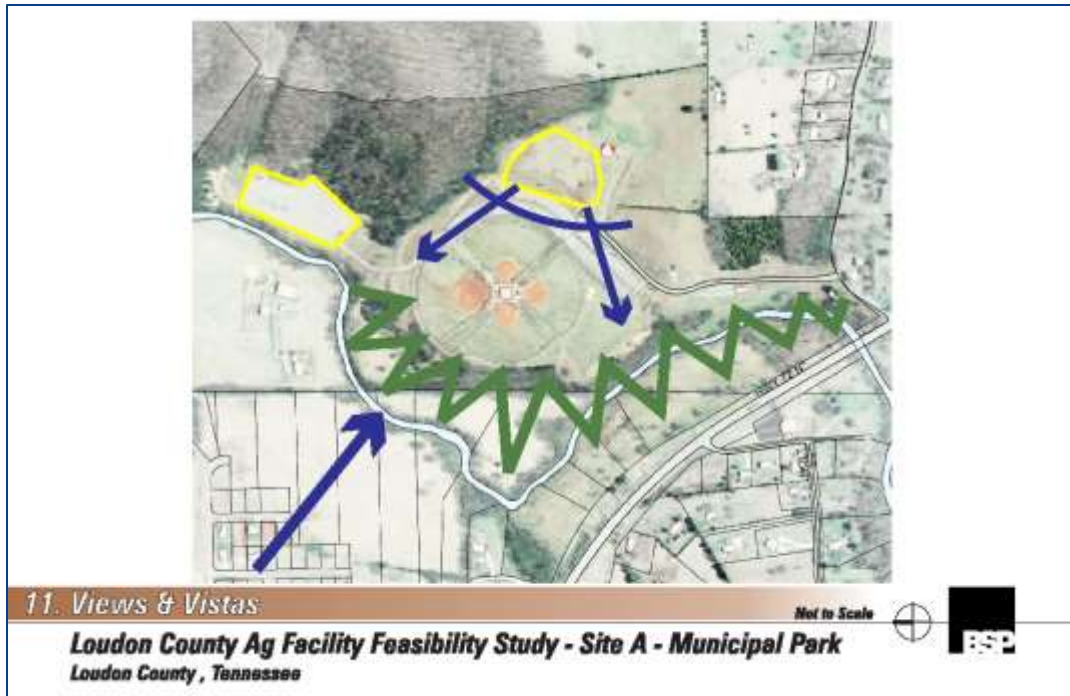 11. Views & Vistas
Not to Scale
BSP
Loudon County Ag Facility Feasibility Study - Site A - Municipal Park
Loudon County , Tennessee